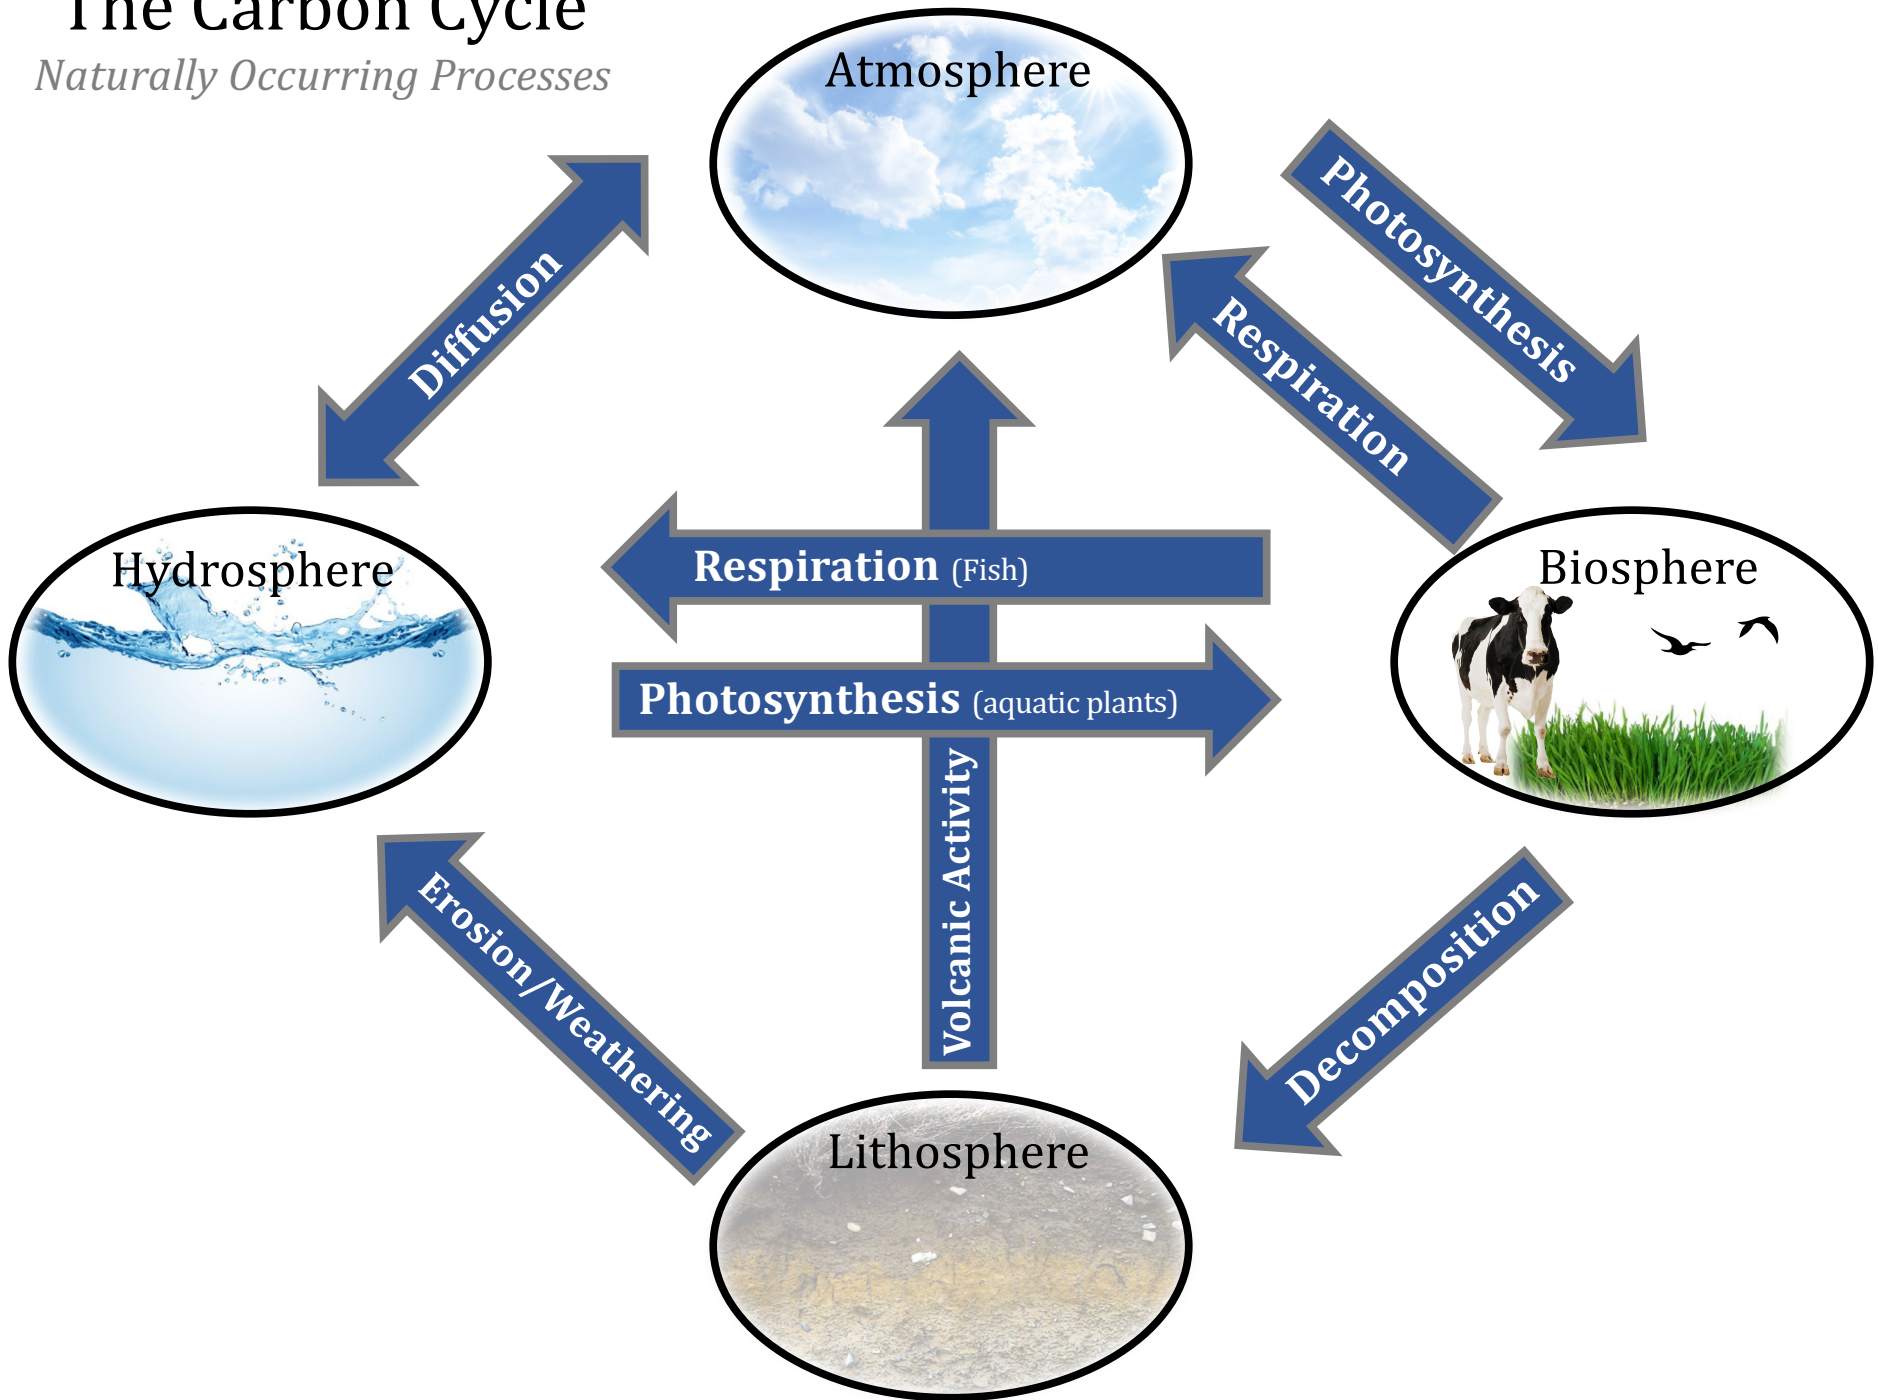 The Carbon Cycle
Naturally Occurring Processes
Atmosphere
Photosynthesis
Diffusion
Respiration
Respiration (Fish)
Hydrosphere
Biosphere
Photosynthesis (aquatic plants)
Volcanic Activity
Erosion/Weathering
Decomposition
Lithosphere